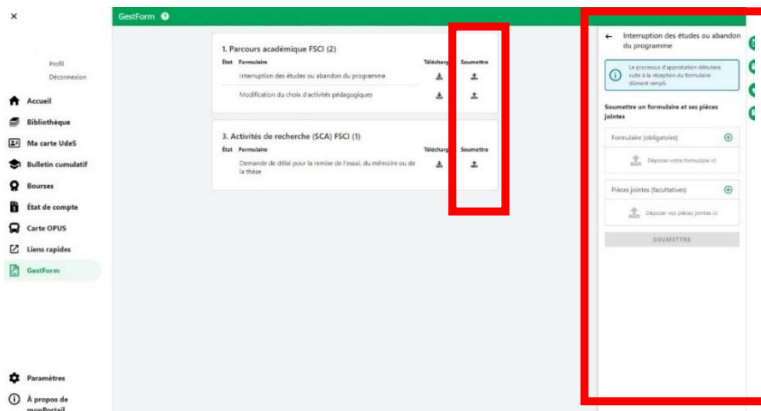 GestForm
Profil
Déconnexion
Accueil
Bibliothèque
Ma carte UdeS
Bulletin cumulatif
Bourses
État de compte
Carte OPUS
Liens rapides
GestForm
Paramètres
À propos de
monPortail
1. Parcours académique FSCI (2)
État Formulaire Télécharg Soumettre
Interruption des études ou abandon du programme
Modification du choix d'activités pédagogiques
3. Activités de recherche (SCA) FSCI (1)
État Formulaire Télécharg Soumettre
Demande de délai pour la remise de l'essai, du mémoire ou de
la thèse
Interruption des études ou abandon
du programme
Le processus d'approbation débutera
suite à la réception du formulaire
dûment rempli.
Soumettre un formulaire et ses pièces
jointes
Formulaire (obligatoire)
Déposer votre formulaire ici
Pièces jointes (facultatives)
Déposer vos pièces jointes ici
SOUMETTRE